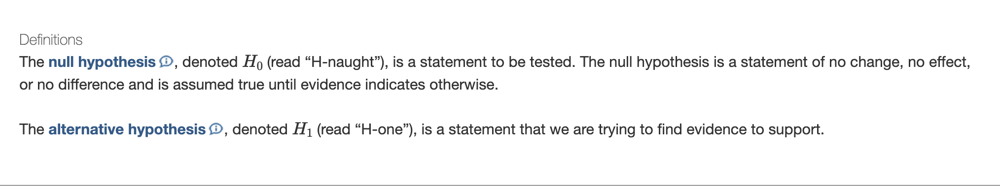 Definitions
The null hypothesis ⓘ, denoted H₀ (read “H-naught”), is a statement to be tested. The null hypothesis is a statement of no change, no effect,
or no difference and is assumed true until evidence indicates otherwise.
The alternative hypothesis ⓘ, denoted H₁ (read “H-one”), is a statement that we are trying to find evidence to support.